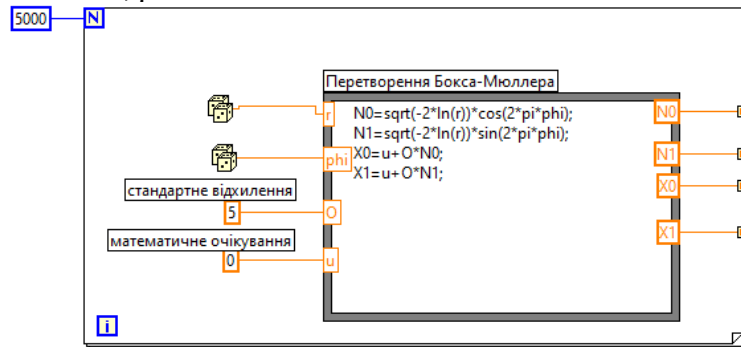 5000
N
Перетворення Бокса-Мюллера
r
N0=sqrt(-2*ln(r))*cos(2*pi*phi);
N0
N1=sqrt(-2*ln(r))*sin(2*pi*phi);
N1
phi
X0=u+O*N0;
X0
X1=u+O*N1;
стандартне відхилення
5
O
X1
математичне очікування
0
u
i